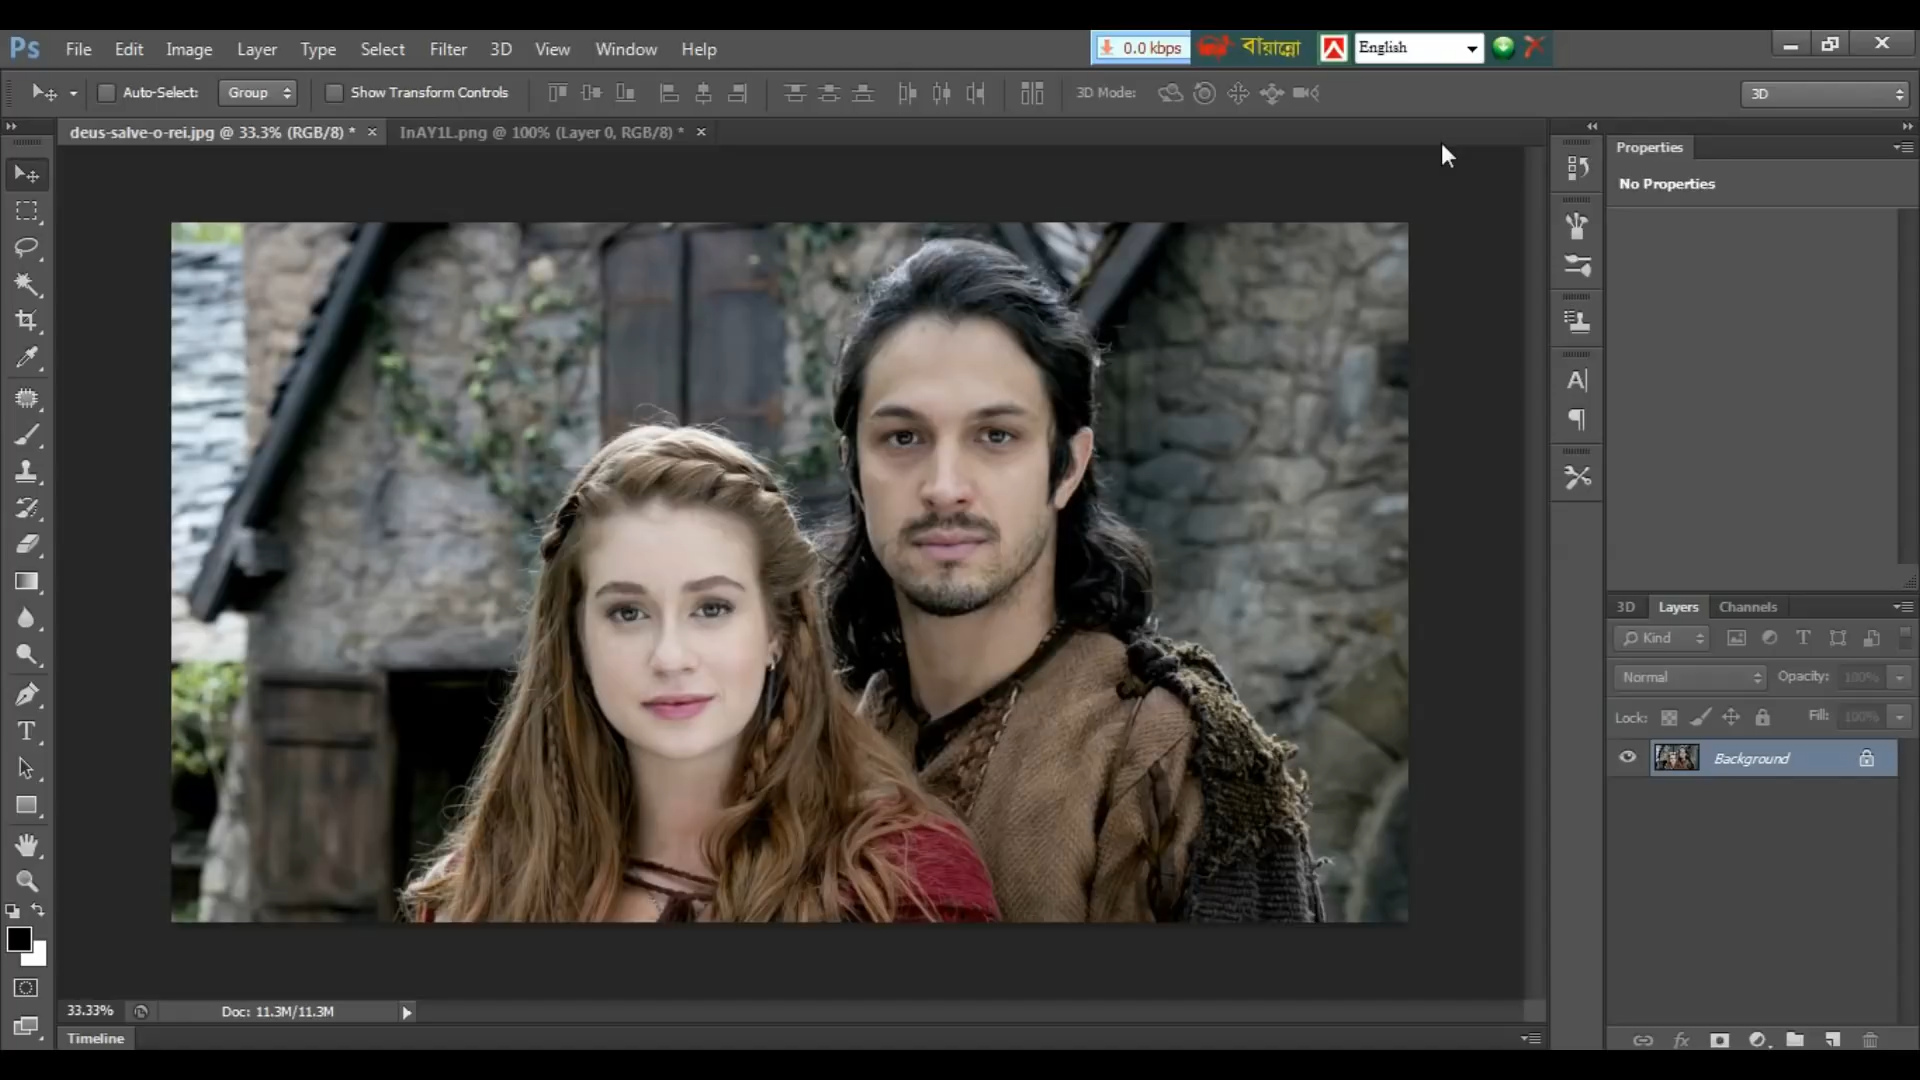 Ps File Edit Image Layer Type Select Filter 3D View Window Help
0.0 kbps বায়ান্নো English
Auto-Select: Group Show Transform Controls 3D Mode: 3D
deus-salve-o-rei.jpg @ 33.3% (RGB/8) * InAY1L.png @ 100% (Layer 0, RGB/8) *
Properties
No Properties
3D Layers Channels
Kind
Normal Opacity: 100%
Lock: Fill: 100%
Background
33.33% Doc: 11.3M/11.3M
Timeline